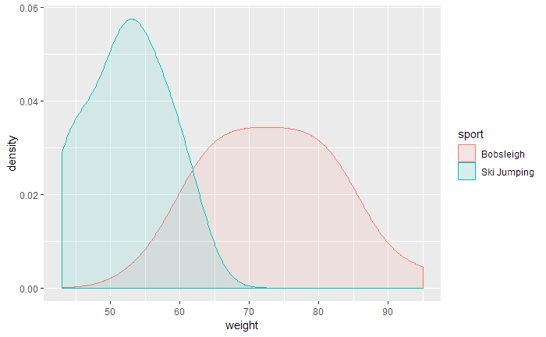 0.06
0.04
0.02
0.00
density
50 60 70 80 90
weight
sport
Bobsleigh
Ski Jumping